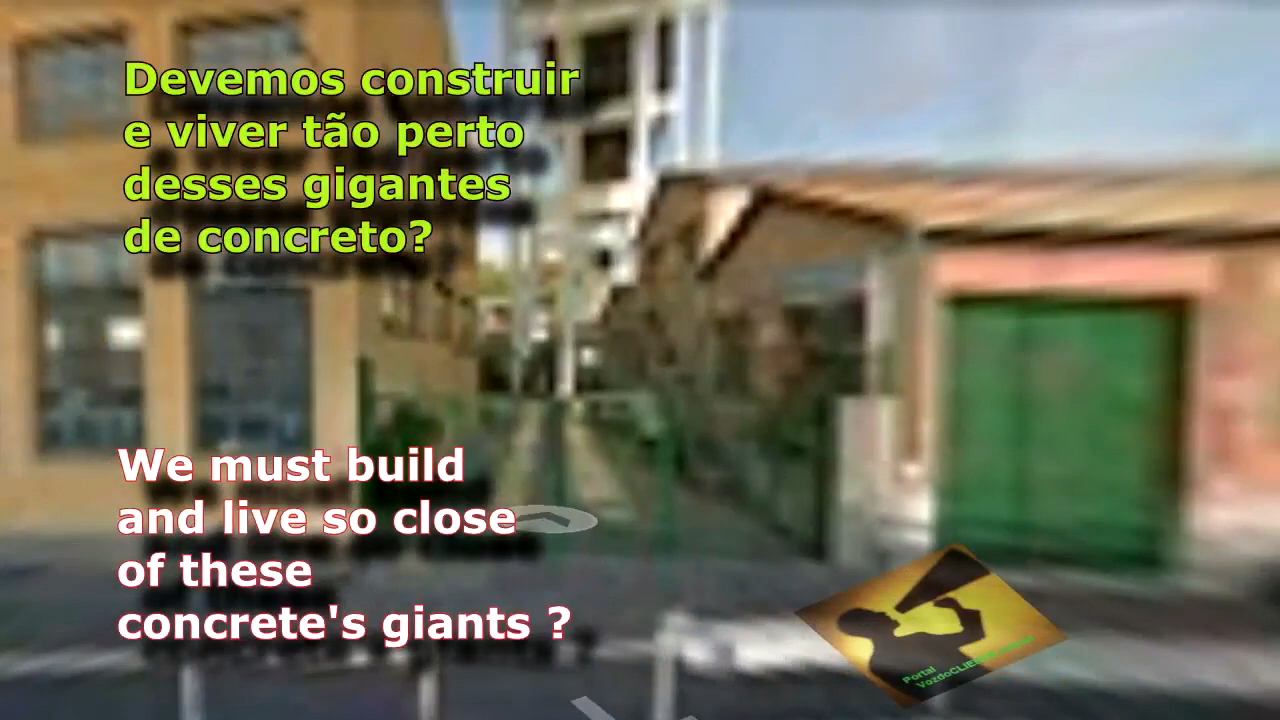 Devemos construir
e viver tão perto
desses gigantes
de concreto?
We must build
and live so close
of these
concrete's giants ?
Portal